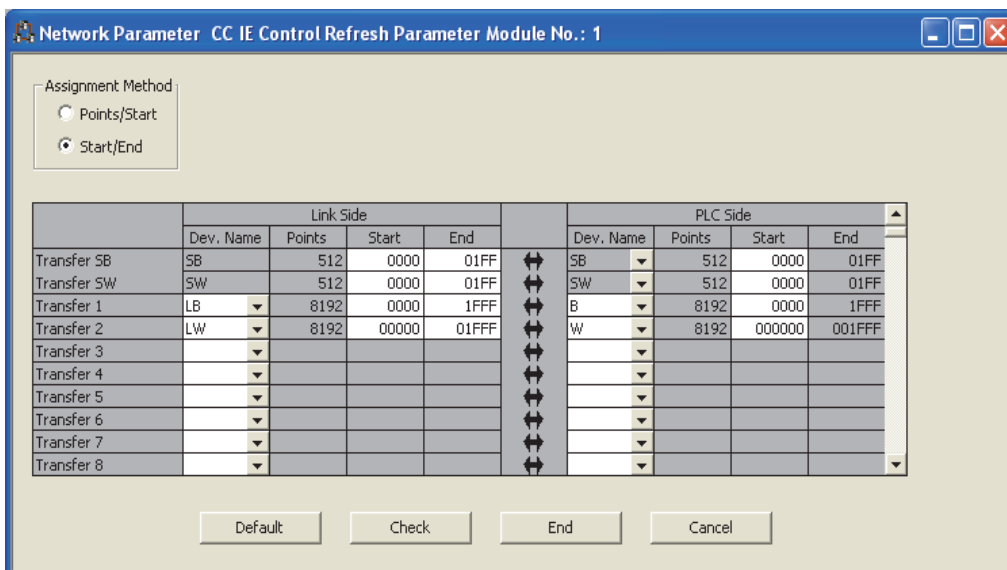 Network Parameter CC IE Control Refresh Parameter Module No.: 1
Assignment Method
Points/Start
Start/End
Link Side PLC Side
Dev. Name Points Start End Dev. Name Points Start End
Transfer SB SB 512 0000 01FF SB 512 0000 01FF
Transfer SW SW 512 0000 01FF SW 512 0000 01FF
Transfer 1 LB 8192 0000 1FFF B 8192 0000 1FFF
Transfer 2 LW 8192 00000 01FFF W 8192 000000 001FFF
Transfer 3
Transfer 4
Transfer 5
Transfer 6
Transfer 7
Transfer 8
Default Check End Cancel